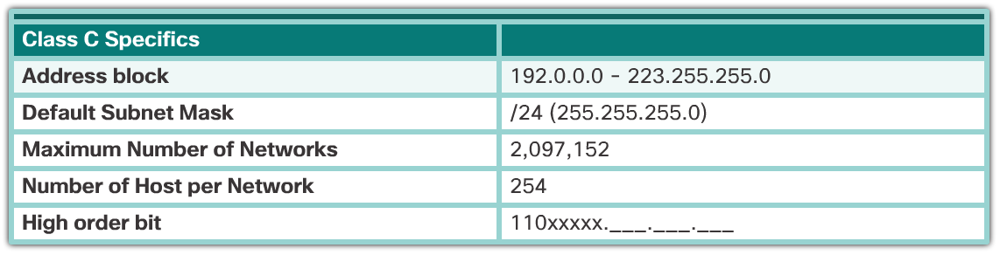 Class C Specifics
Address block 192.0.0.0 - 223.255.255.0
Default Subnet Mask /24 (255.255.255.0)
Maximum Number of Networks 2,097,152
Number of Host per Network 254
High order bit 110xxxxx.___.___.___